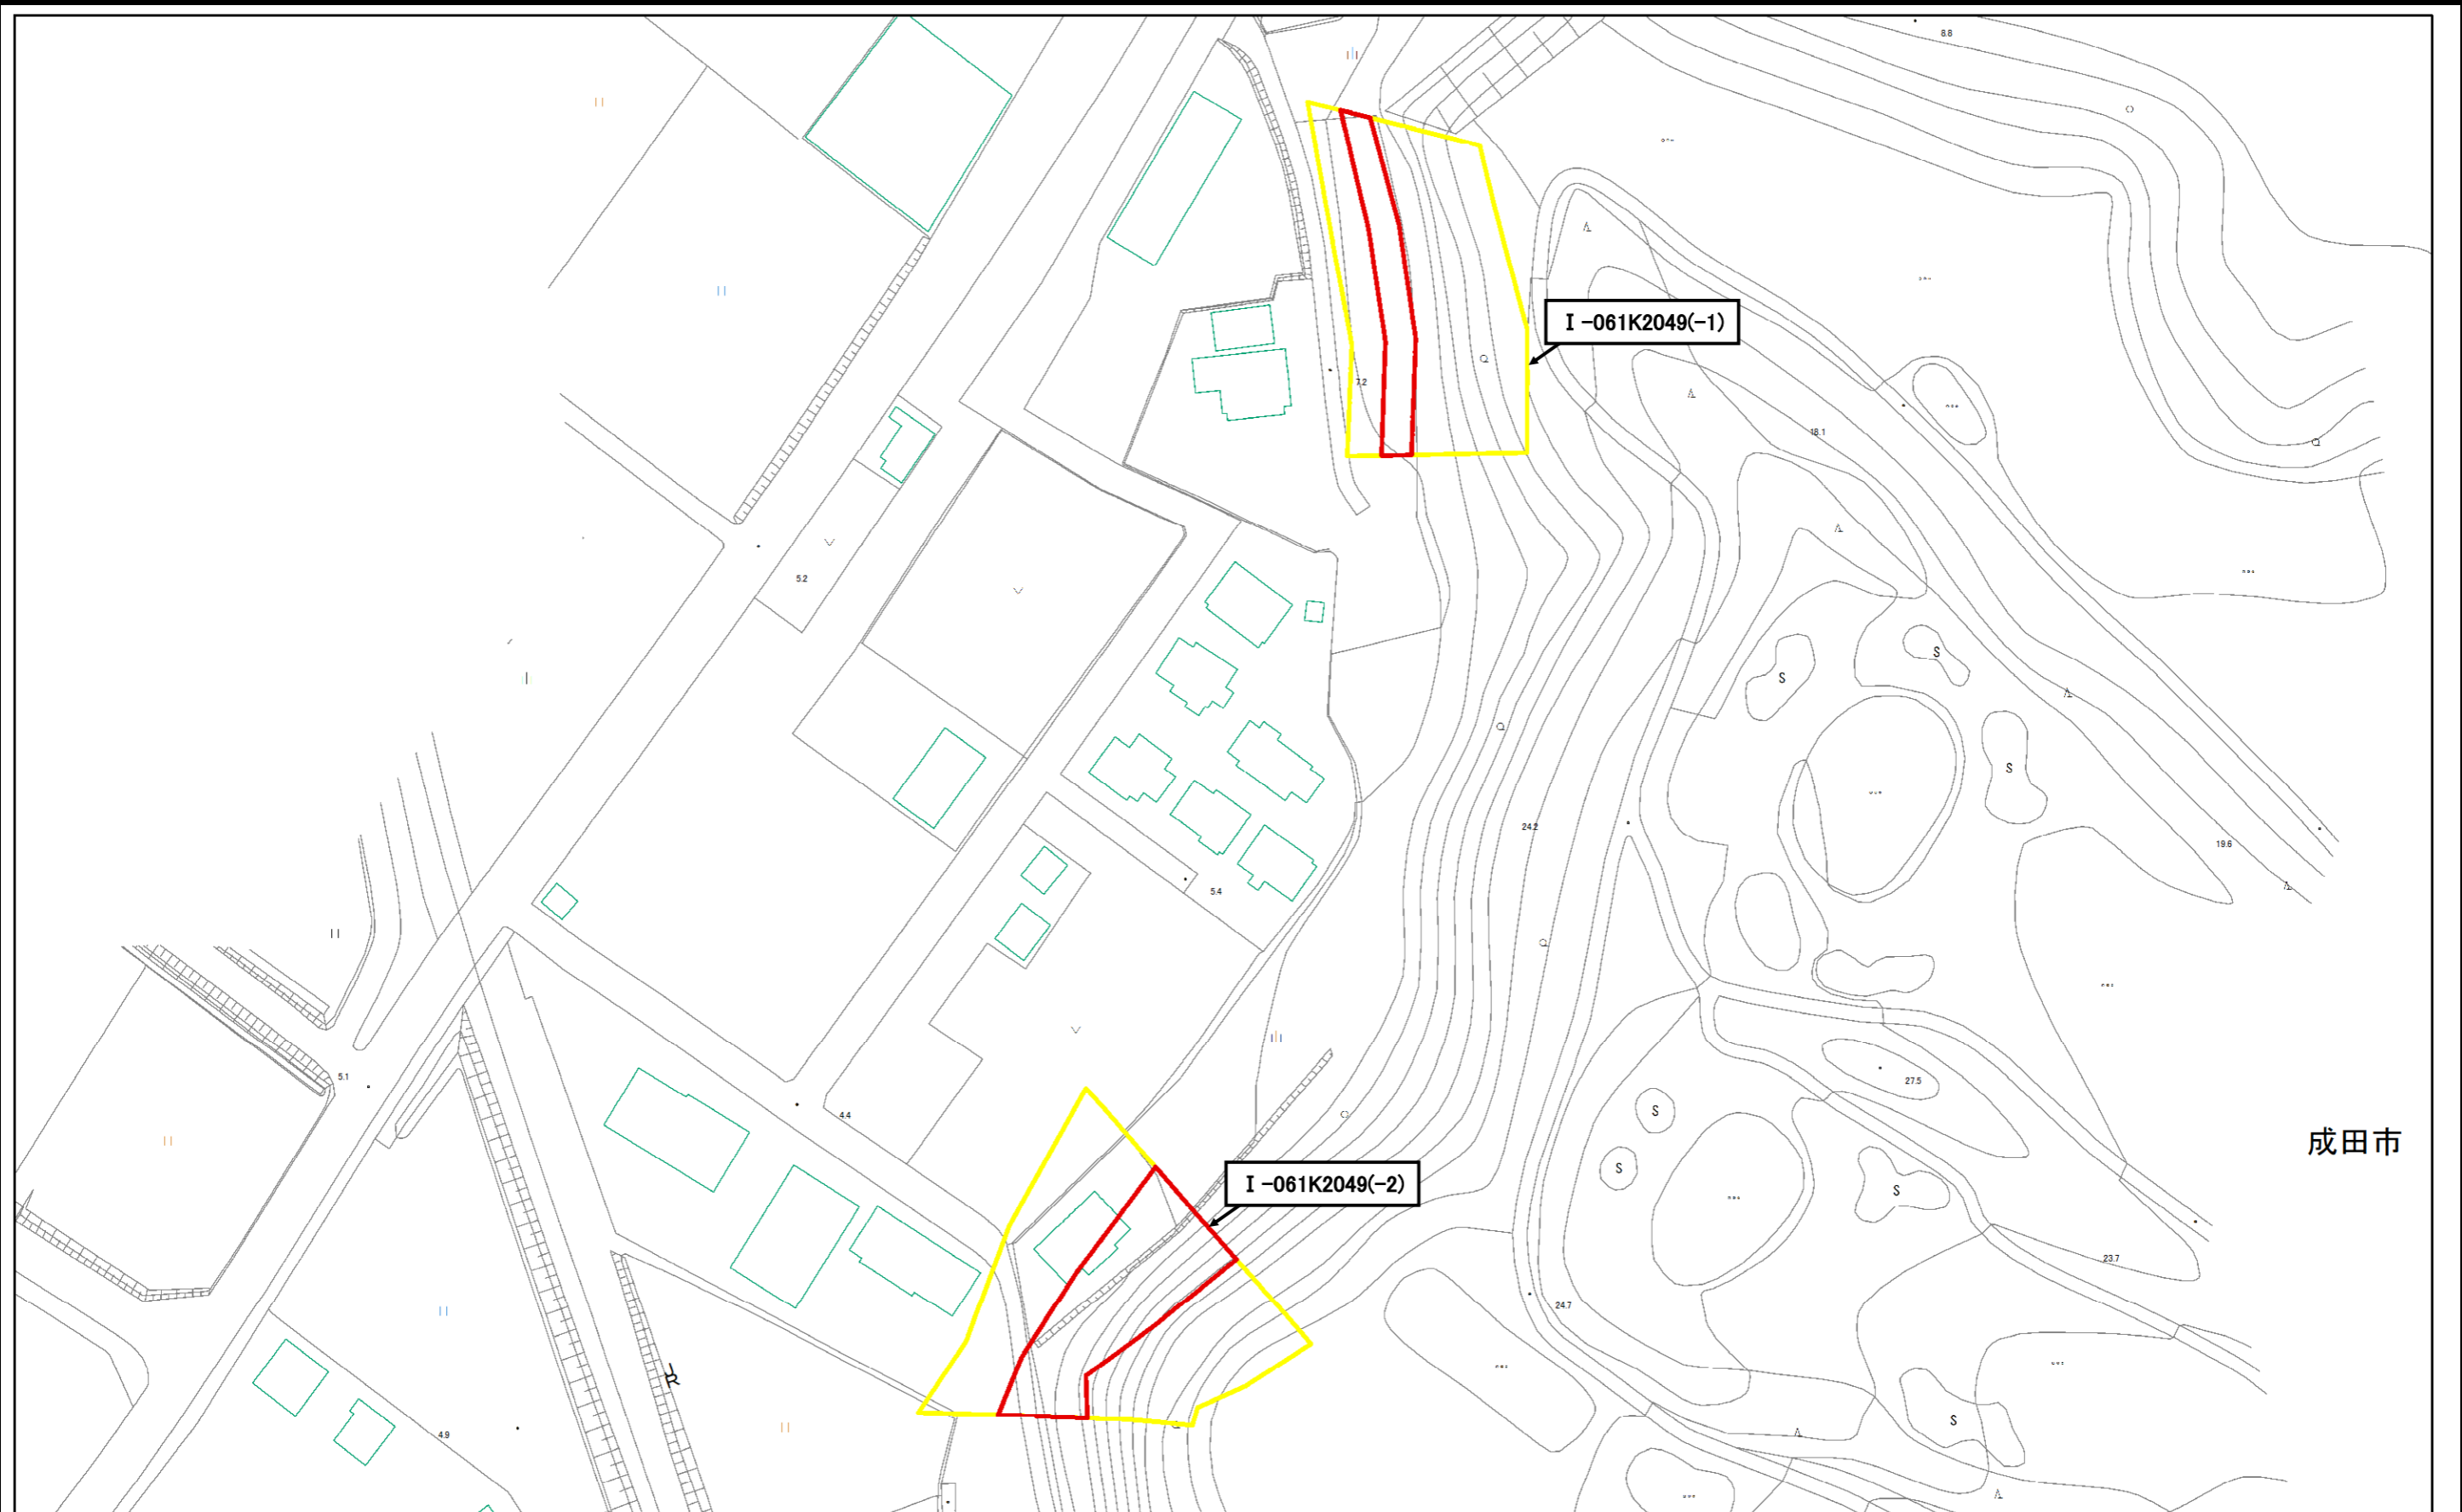 8.8
I-061K2049(-1)
7.2
18.1
5.2
S
S
S
24.2
19.6
5.4
5.1
27.5
4.4
S
成田市
S
I-061K2049(-2)
S
23.7
24.7
JR
S
4.9